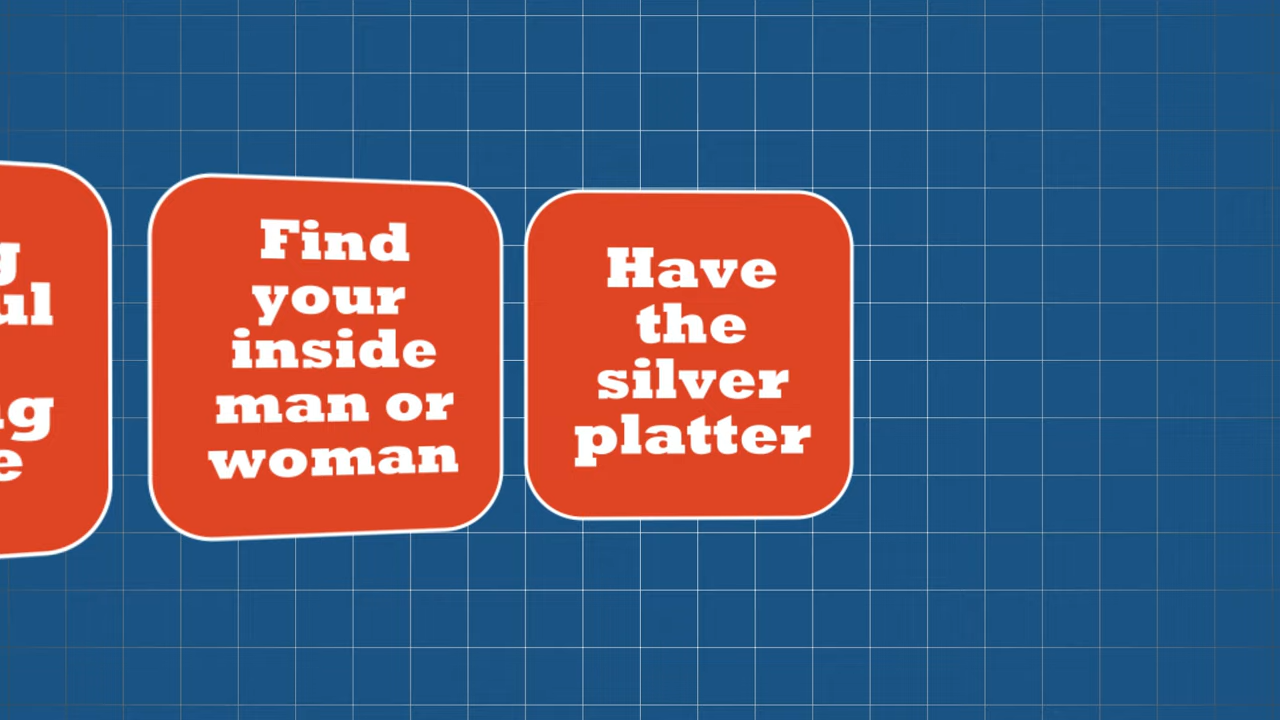 Find
your
inside
man or
woman
Have
the
silver
platter